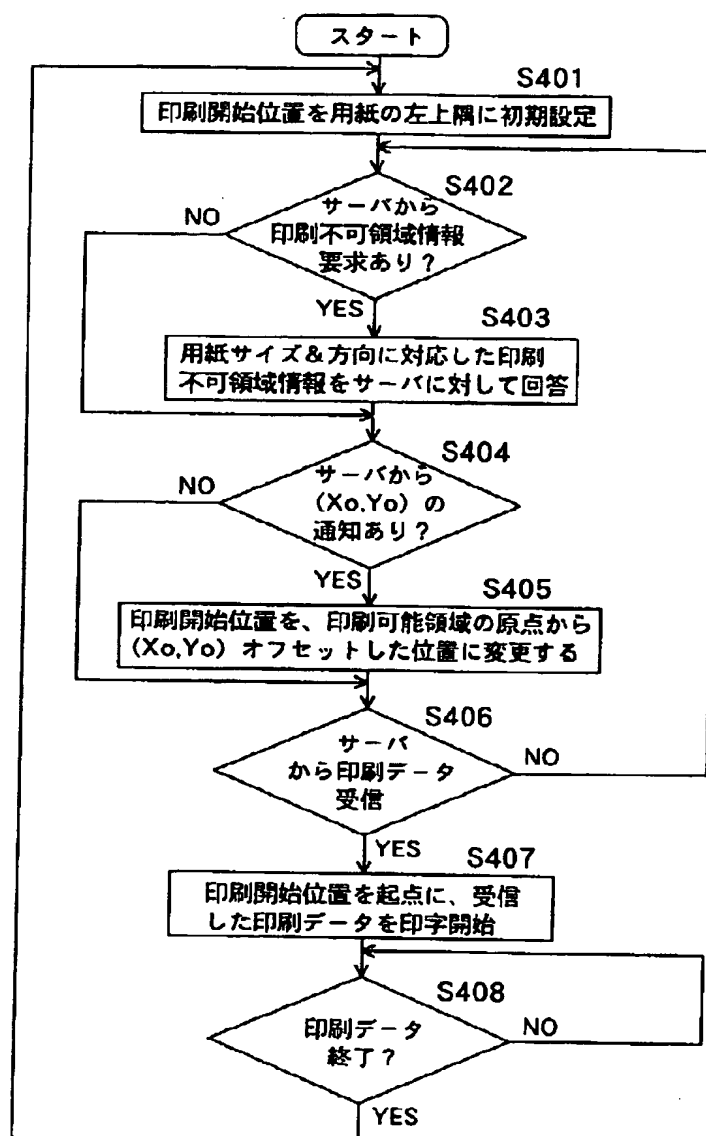 スタート
S401
印刷開始位置を用紙の左上隅に初期設定
S402
サーバから
印刷不可領域情報
要求あり？
NO
YES
S403
用紙サイズ＆方向に対応した印刷
不可領域情報をサーバに対して回答
S404
サーバから
(Xo,Yo) の
通知あり？
NO
YES
S405
印刷開始位置を、印刷可能領域の原点から
(Xo,Yo) オフセットした位置に変更する
S406
サーバ
から印刷データ
受信
NO
YES
S407
印刷開始位置を起点に、受信
した印刷データを印字開始
S408
印刷データ
終了？
NO
YES